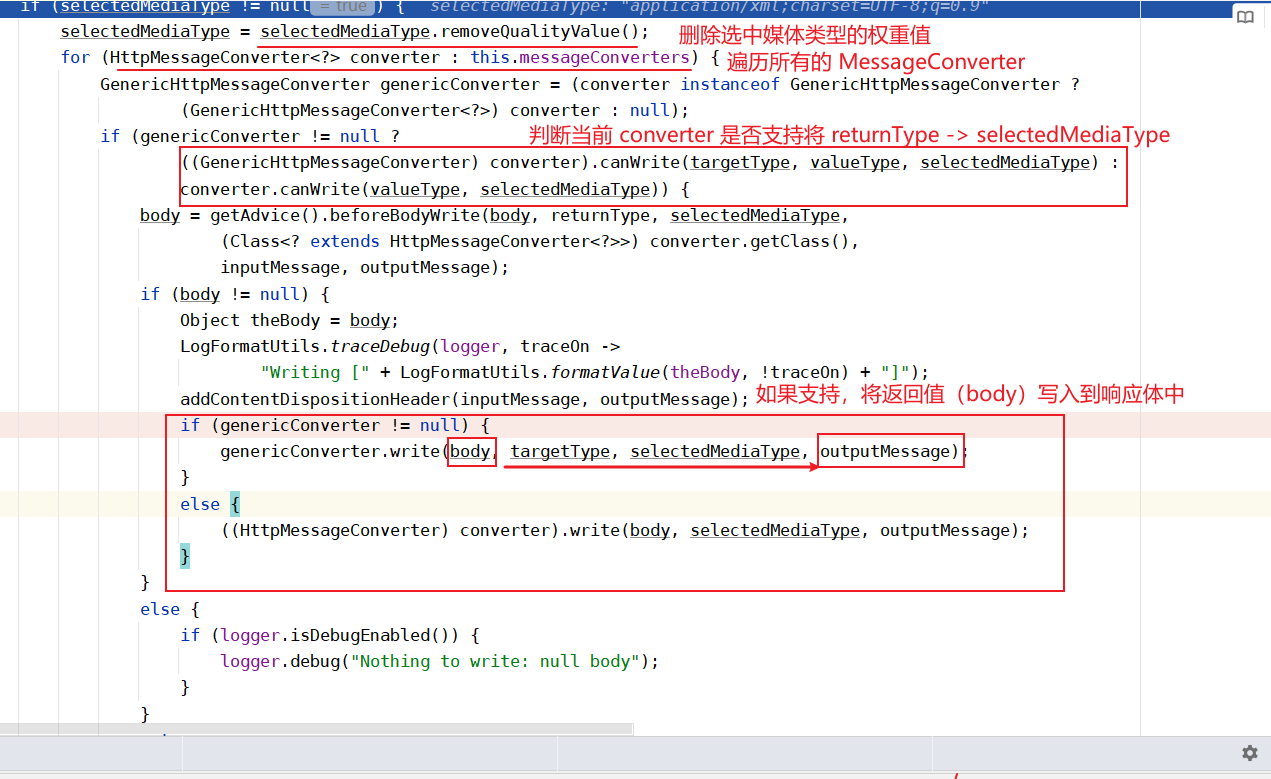 if (selectedMediaType != null = true ) { selectedMediaType: "application/xml;charset=UTF-8;q=0.9"
selectedMediaType = selectedMediaType.removeQualityValue(); 删除选中媒体类型的权重值
for (HttpMessageConverter<?> converter : this.messageConverters) { 遍历所有的 MessageConverter
GenericHttpMessageConverter genericConverter = (converter instanceof GenericHttpMessageConverter ?
(GenericHttpMessageConverter<?>) converter : null);
if (genericConverter != null ? 判断当前 converter 是否支持将 returnType -> selectedMediaType
((GenericHttpMessageConverter) converter).canWrite(targetType, valueType, selectedMediaType) :
converter.canWrite(valueType, selectedMediaType)) {
body = getAdvice().beforeBodyWrite(body, returnType, selectedMediaType,
(Class<? extends HttpMessageConverter<?>>) converter.getClass(),
inputMessage, outputMessage);
if (body != null) {
Object theBody = body;
LogFormatUtils.traceDebug(logger, traceOn ->
"Writing [" + LogFormatUtils.formatValue(theBody, !traceOn) + "]");
addContentDispositionHeader(inputMessage, outputMessage); 如果支持，将返回值（body）写入到响应体中
if (genericConverter != null) {
genericConverter.write(body, targetType, selectedMediaType, outputMessage);
}
else {
((HttpMessageConverter) converter).write(body, selectedMediaType, outputMessage);
}
}
else {
if (logger.isDebugEnabled()) {
logger.debug("Nothing to write: null body");
}
}